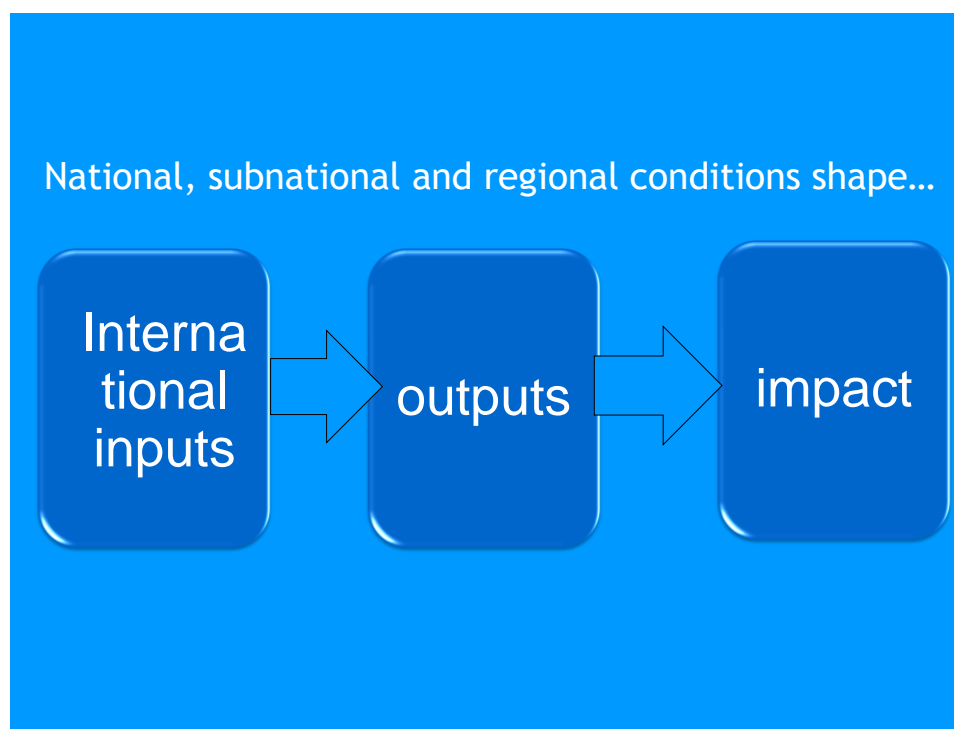 National, subnational and regional conditions shape…
Interna
tional
inputs
outputs
impact